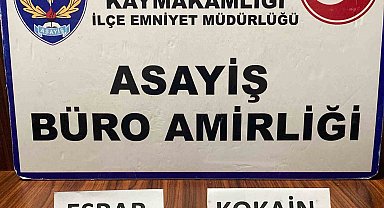 KAYMAKAMLIĞI
İLÇE EMNİYET MÜDÜRLÜĞÜ
ASAYİŞ
BÜRO AMİRLİĞİ
ESRAR
KOKAİN